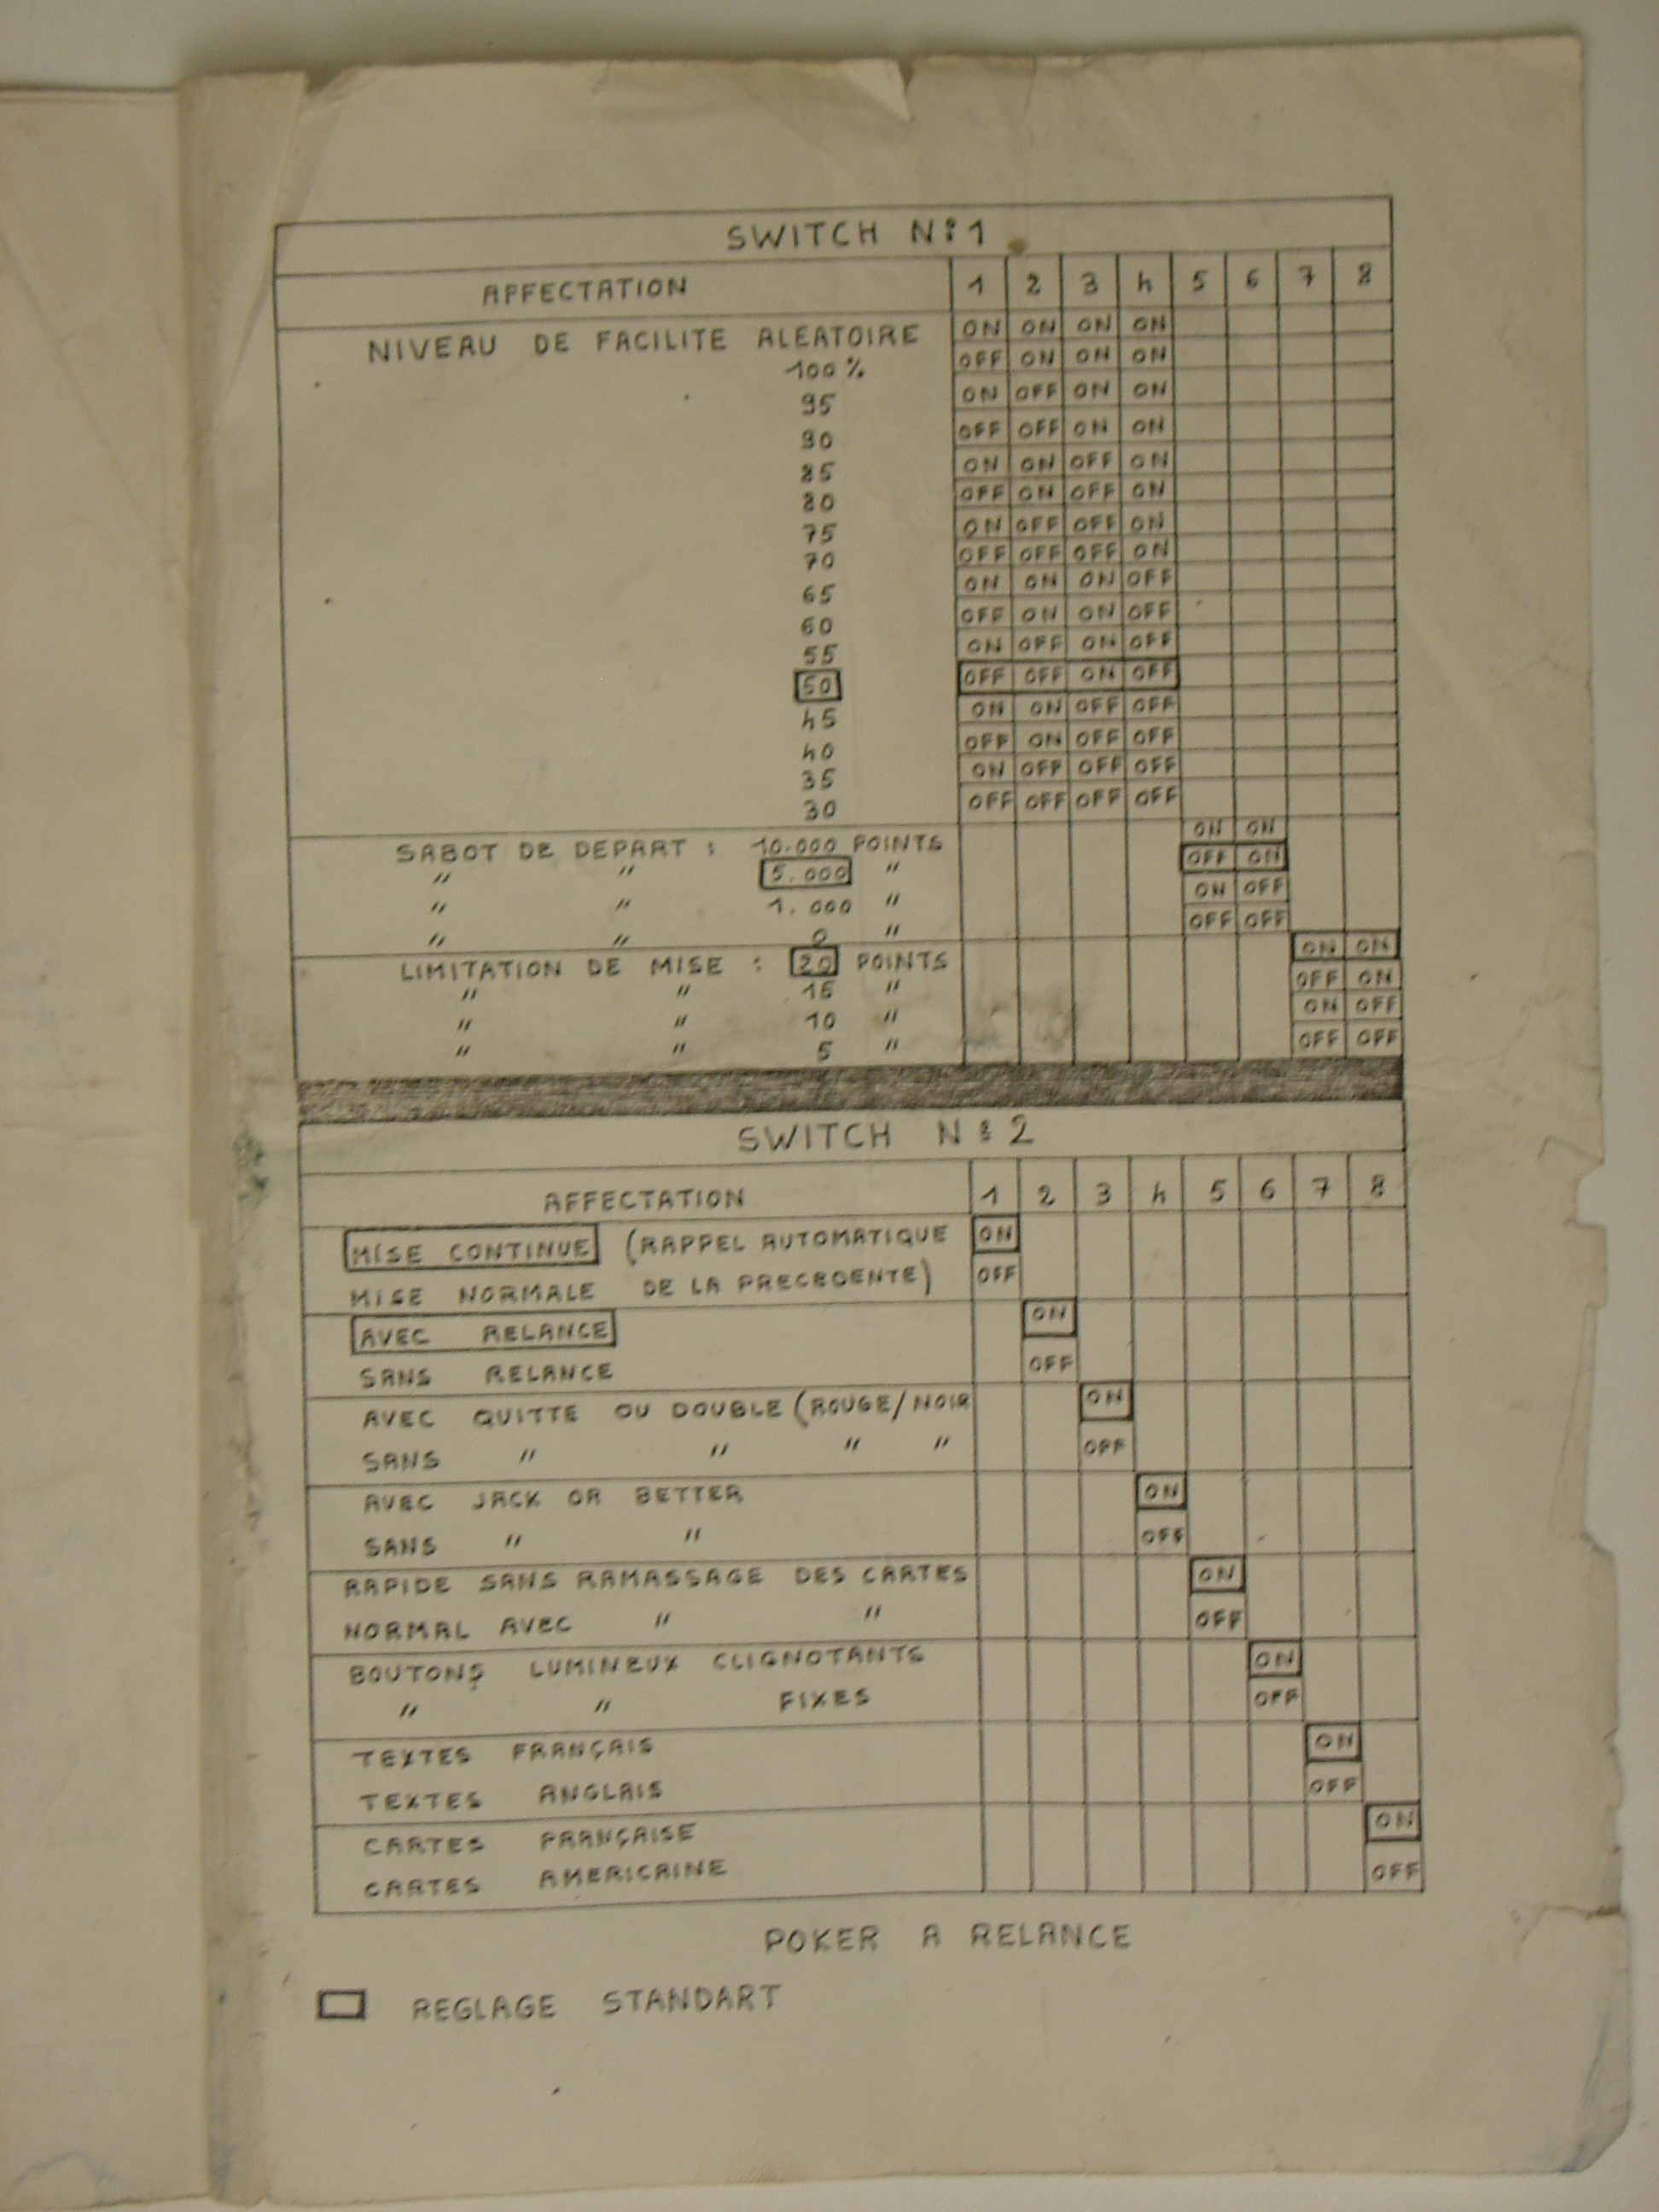 SWITCH N° 1
AFFECTATION 1 2 3 4 5 6 7 8
NIVEAU DE FACILITE ALEATOIRE ON ON ON ON
100 % OFF ON ON ON
95 ON OFF ON ON
90 OFF OFF ON ON
85 ON ON OFF ON
80 OFF ON OFF ON
75 ON OFF OFF ON
70 OFF OFF OFF ON
65 ON ON ON OFF
60 OFF ON ON OFF
55 ON OFF ON OFF
50 OFF OFF ON OFF
45 ON ON OFF OFF
40 OFF ON OFF OFF
35 ON OFF OFF OFF
30 OFF OFF OFF OFF
SABOT DE DEPART : 10.000 POINTS ON ON
" " 5.000 " OFF ON
" " 1.000 " ON OFF
" " 0 " OFF OFF
LIMITATION DE MISE : 20 POINTS ON ON
" " 15 " OFF ON
" " 10 " ON OFF
" " 5 " OFF OFF
SWITCH N° 2
AFFECTATION 1 2 3 4 5 6 7 8
MISE CONTINUE (RAPPEL AUTOMATIQUE ON
MISE NORMALE DE LA PRECEDENTE) OFF
AVEC RELANCE ON
SANS RELANCE OFF
AVEC QUITTE OU DOUBLE (ROUGE/NOIR ON
SANS " " " " OFF
AVEC JACK OR BETTER ON
SANS " " OFF
RAPIDE SANS RAMASSAGE DES CARTES ON
NORMAL AVEC " " OFF
BOUTONS LUMINEUX CLIGNOTANTS ON
" " FIXES OFF
TEXTES FRANÇAIS ON
TEXTES ANGLAIS OFF
CARTES FRANÇAISE ON
CARTES AMERICAINE OFF
POKER A RELANCE
REGLAGE STANDART